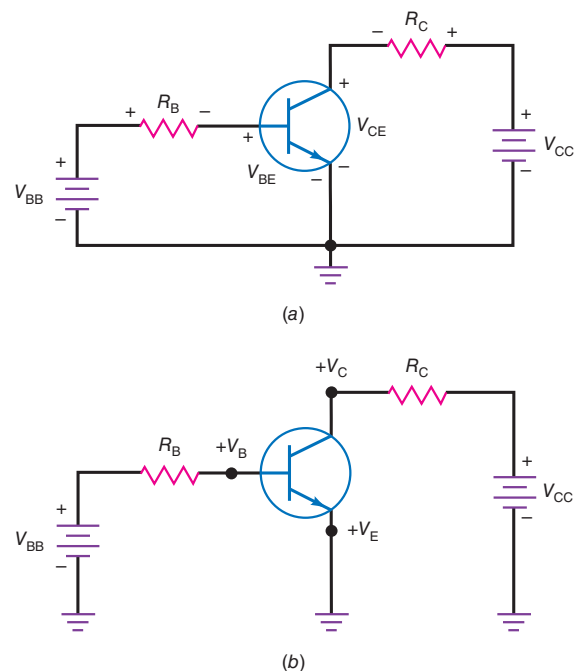 − R_C +
+ R_B −
+
+ V_CE
+
+
V_BE
− −
V_BB
−
V_CC
−
(a)
+V_C
R_C
R_B
+V_B
+
+
V_CC
V_BB
−
−
+V_E
(b)